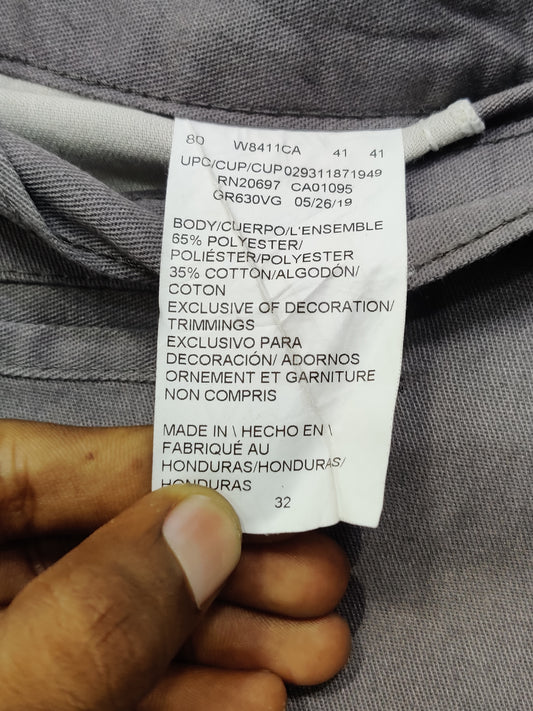 80 W8411CA 41 41
UPC/CUP/CUP029311871949
RN20697 CA01095
GR630VG 05/26/19
BODY/CUERPO/L'ENSEMBLE
65% POLYESTER/
POLIÉSTER/POLYESTER
35% COTTON/ALGODÓN/
COTON
EXCLUSIVE OF DECORATION/
TRIMMINGS
EXCLUSIVO PARA
DECORACIÓN/ ADORNOS
ORNEMENT ET GARNITURE
NON COMPRIS
MADE IN \ HECHO EN \
FABRIQUÉ AU
HONDURAS/HONDURAS/
HONDURAS
32